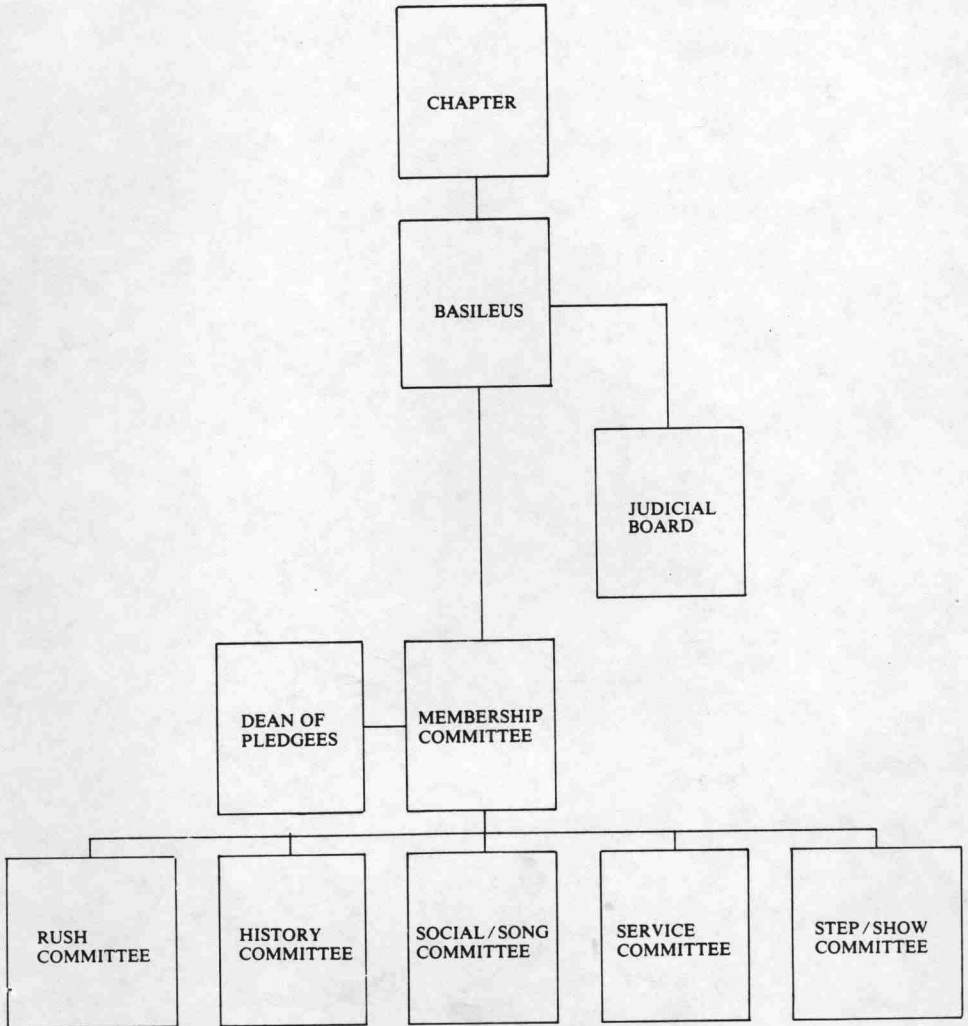 CHAPTER
BASILEUS
JUDICIAL
BOARD
DEAN OF
PLEDGEES
MEMBERSHIP
COMMITTEE
RUSH
COMMITTEE
HISTORY
COMMITTEE
SOCIAL/SONG
COMMITTEE
SERVICE
COMMITTEE
STEP/SHOW
COMMITTEE